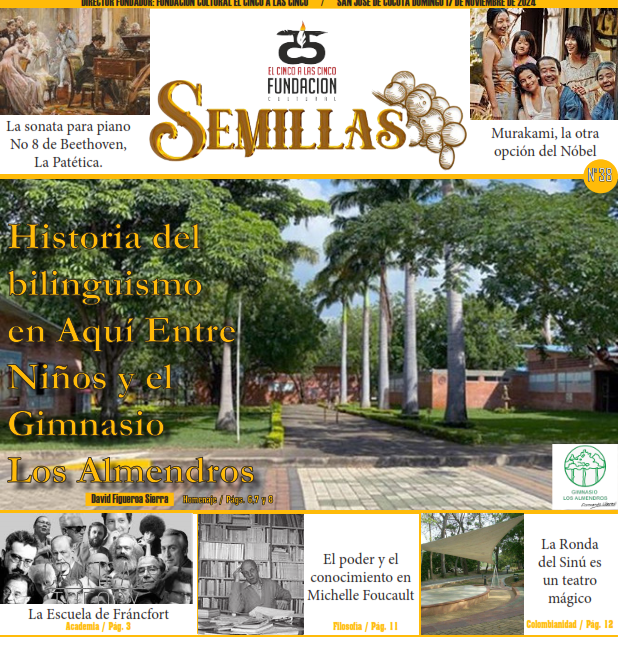 DIRECTOR FUNDADOR: FUNDACIÓN CULTURAL EL CINCO A LAS CINCO / SAN JOSÉ DE CÚCUTA DOMINGO 17 DE NOVIEMBRE DE 2024
EL CINCO A LAS CINCO
FUNDACION
CULTURAL
SEMILLAS
La sonata para piano
No 8 de Beethoven,
La Patética.
Murakami, la otra
opción del Nóbel
Nº28
Historia del
bilinguismo
en Aquí Entre
Niños y el
Gimnasio
Los Almendros
David Figueroa Sierra
Homenaje / Págs. 6,7 y 8
GIMNASIO
LOS ALMENDROS
La Escuela de Fráncfort
Academia / Pág. 3
El poder y el
conocimiento en
Michelle Foucault
Filosofía / Pág. 11
La Ronda
del Sinú es
un teatro
mágico
Colombianidad / Pág. 12